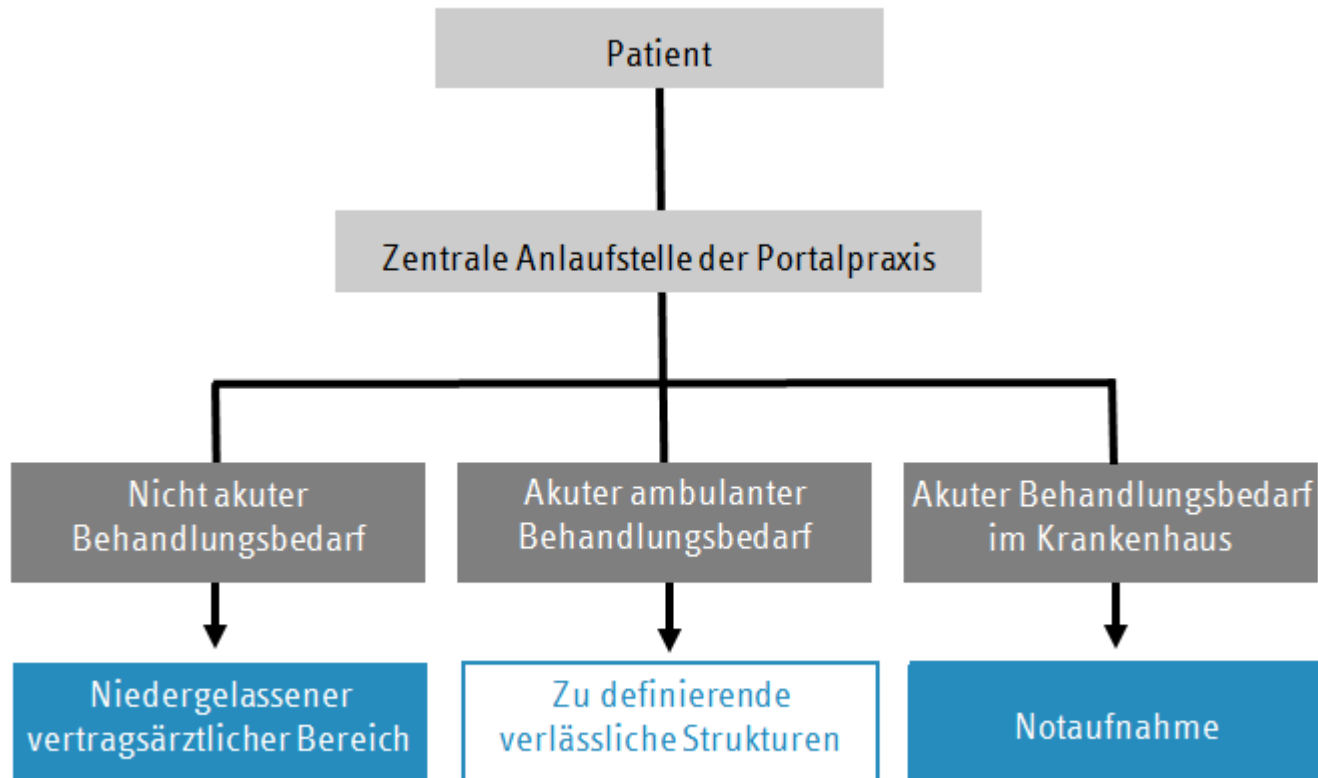 Patient
Zentrale Anlaufstelle der Portalpraxis
Nicht akuter
Behandlungsbedarf
Akuter ambulanter
Behandlungsbedarf
Akuter Behandlungsbedarf
im Krankenhaus
Niedergelassener
vertragsärztlicher Bereich
Zu definierende
verlässliche Strukturen
Notaufnahme